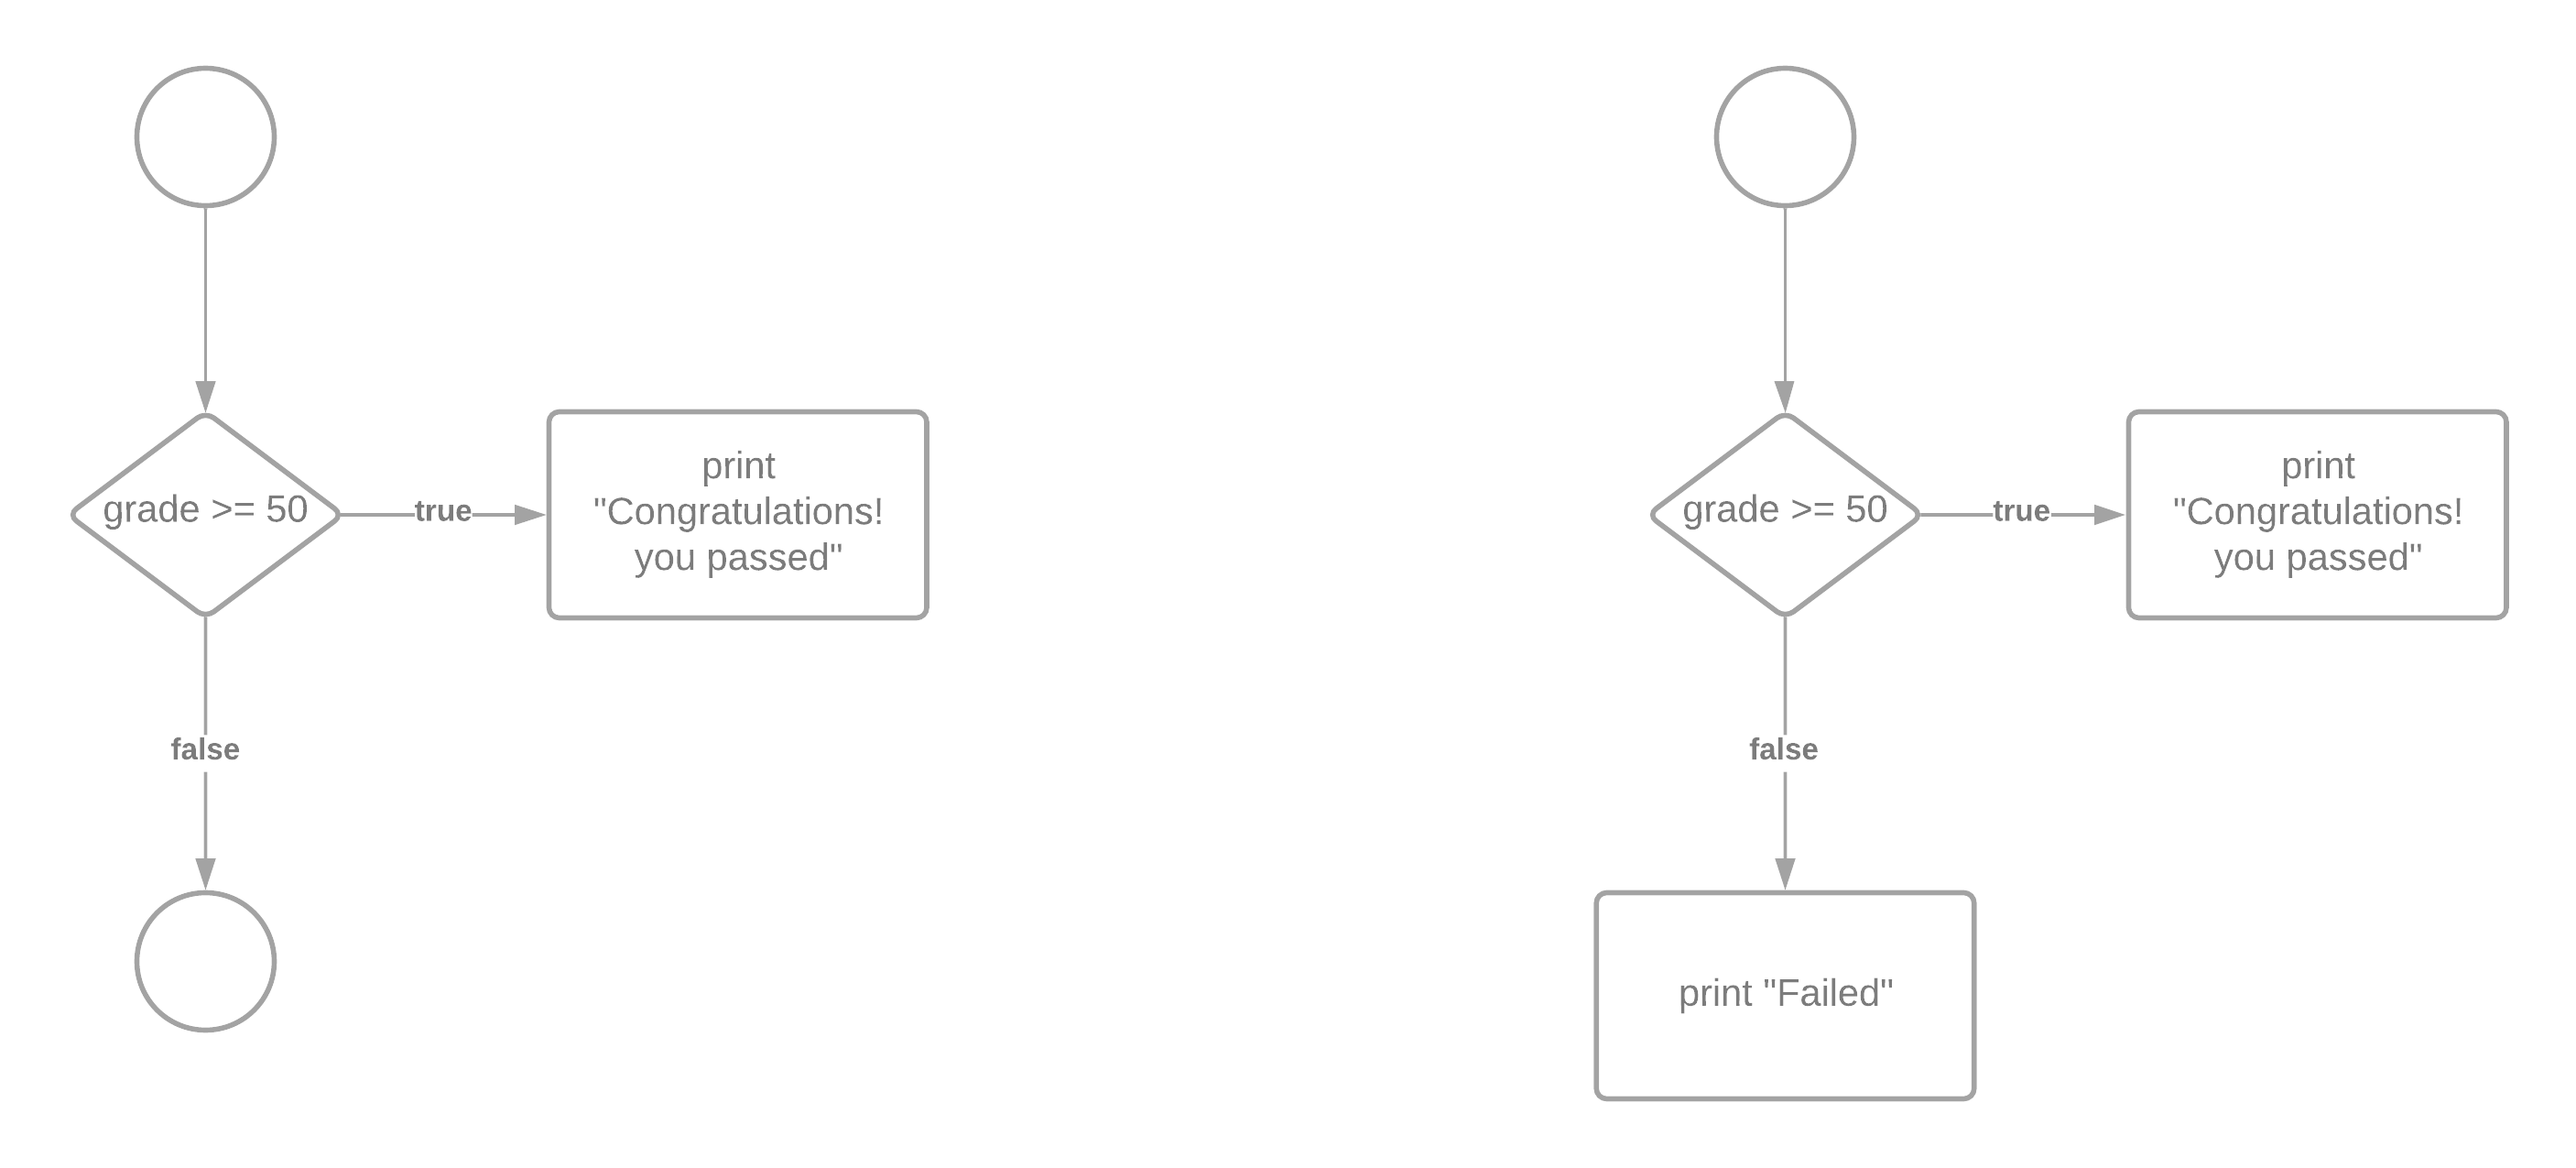 grade >= 50
true
print
"Congratulations!
you passed"
false
grade >= 50
true
print
"Congratulations!
you passed"
false
print "Failed"